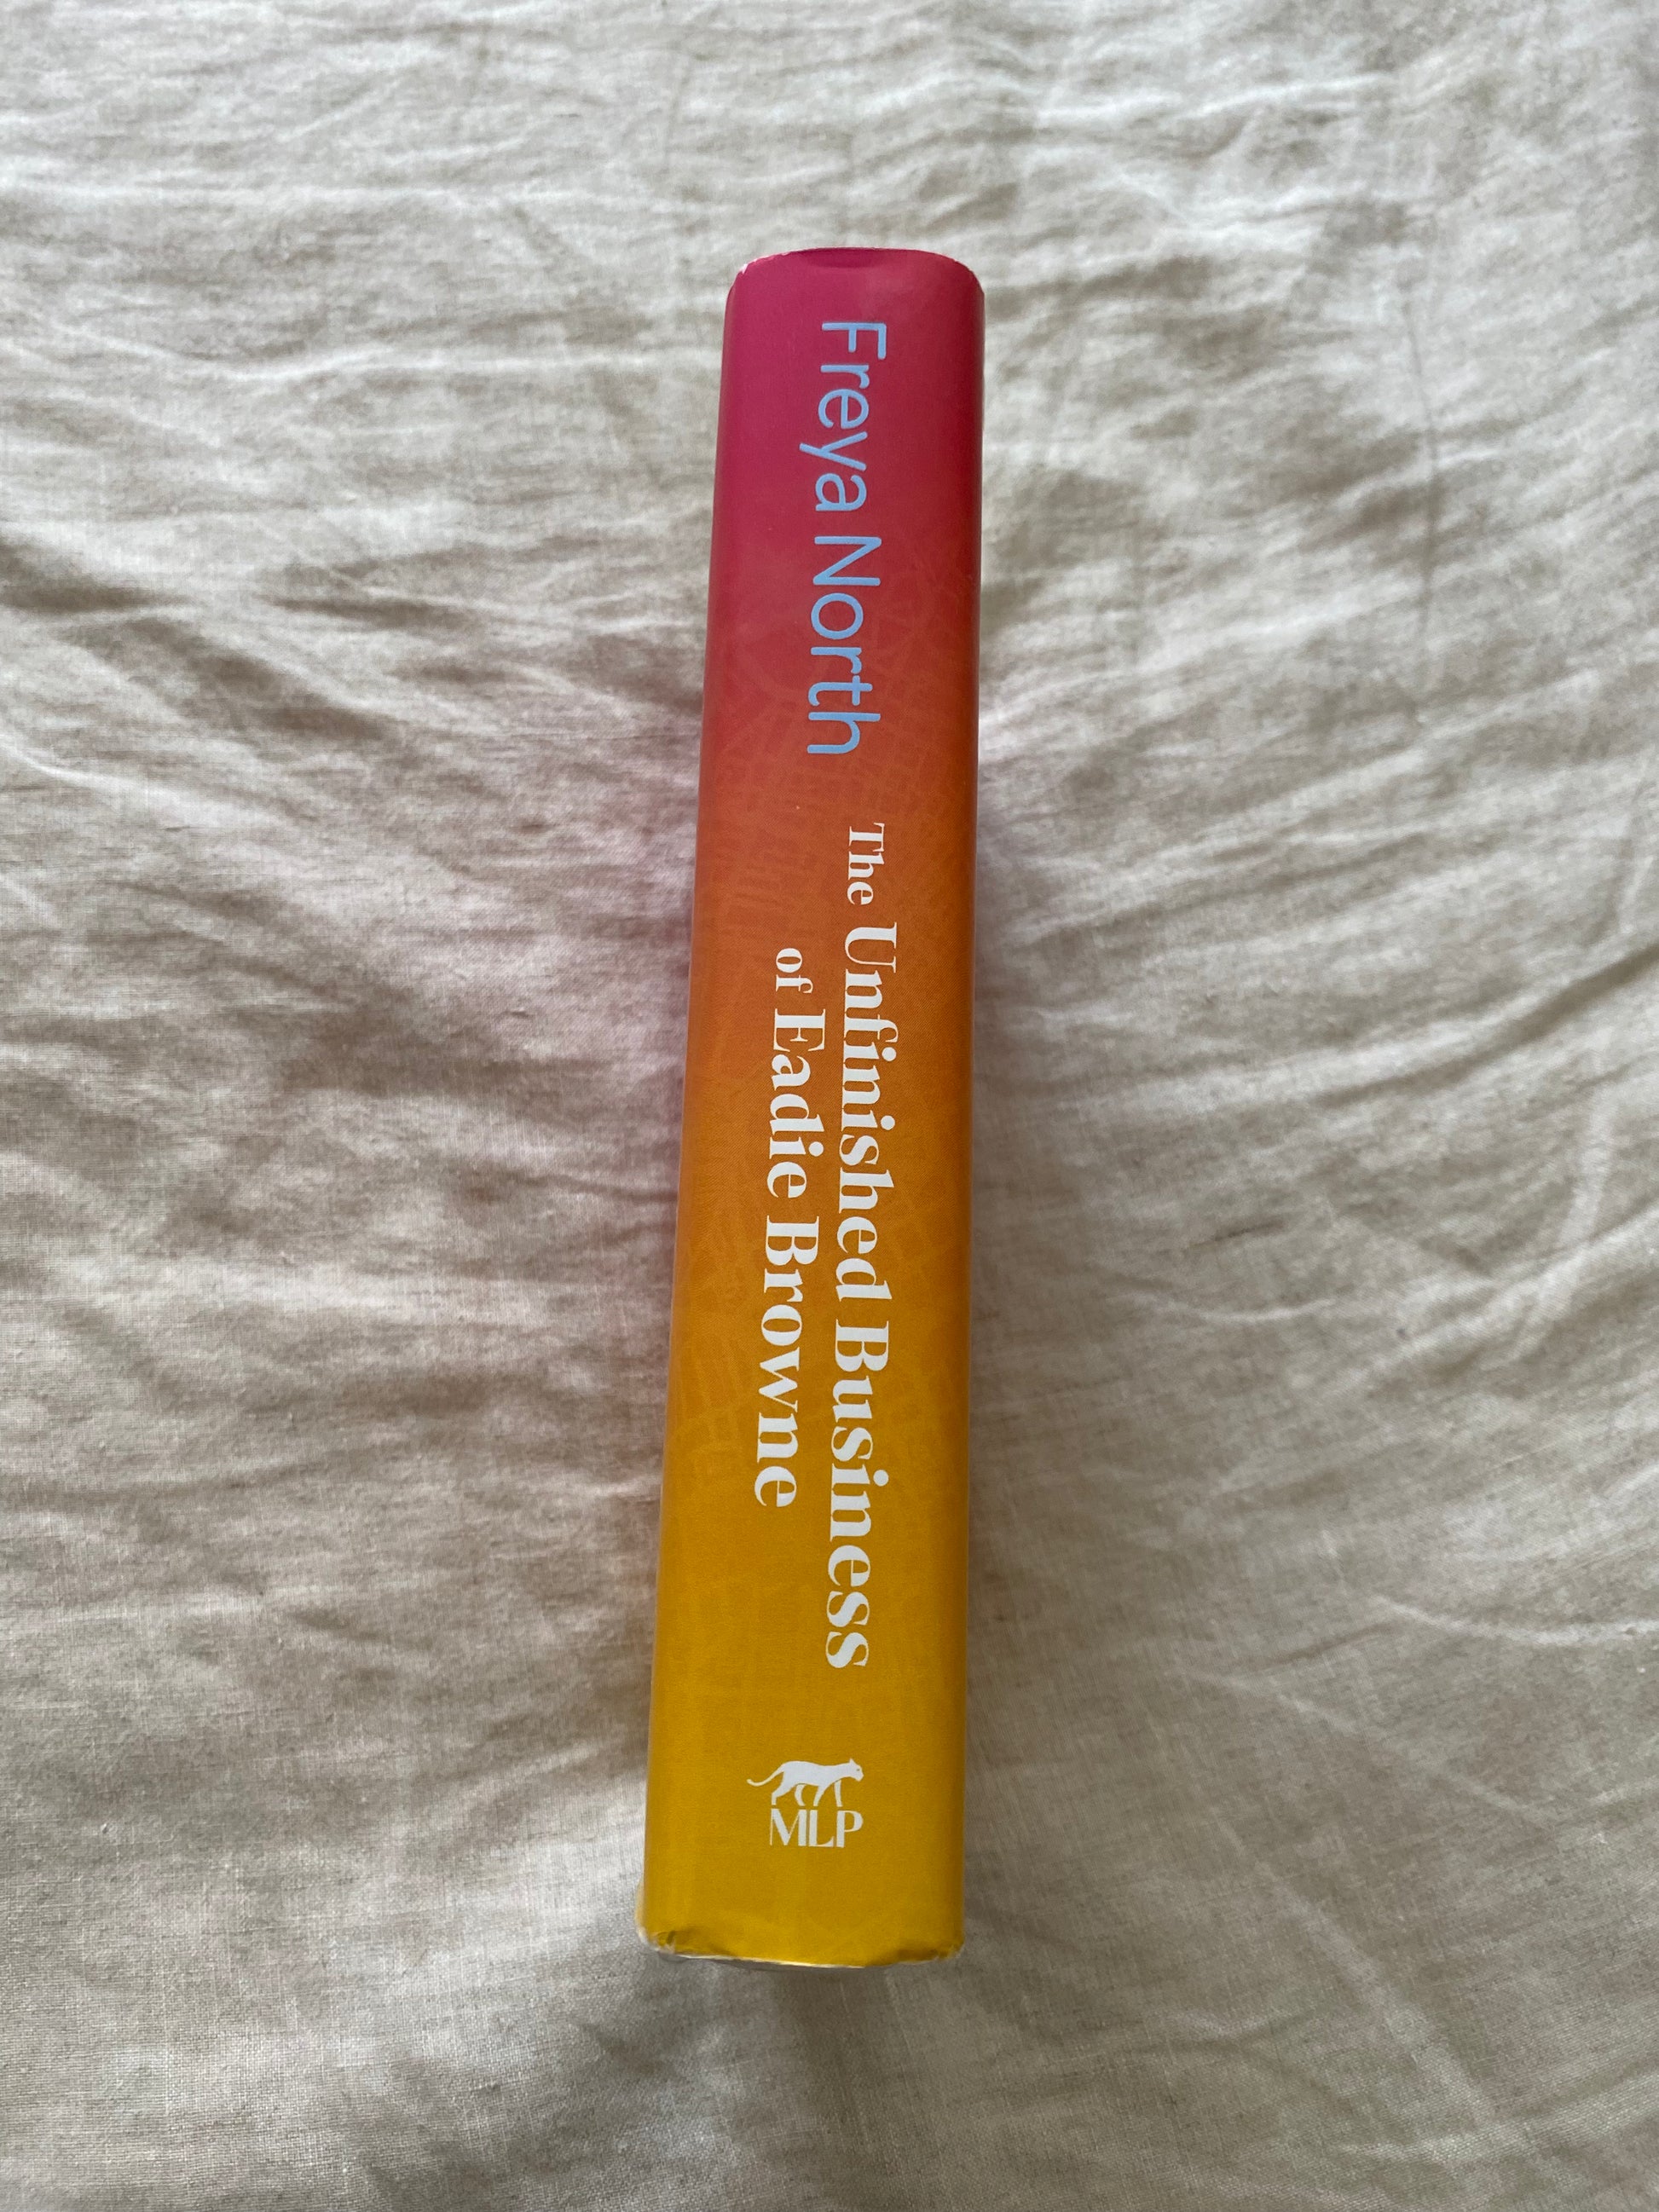 Freya North
The Unfinished Business
of Eadie Browne
MLP